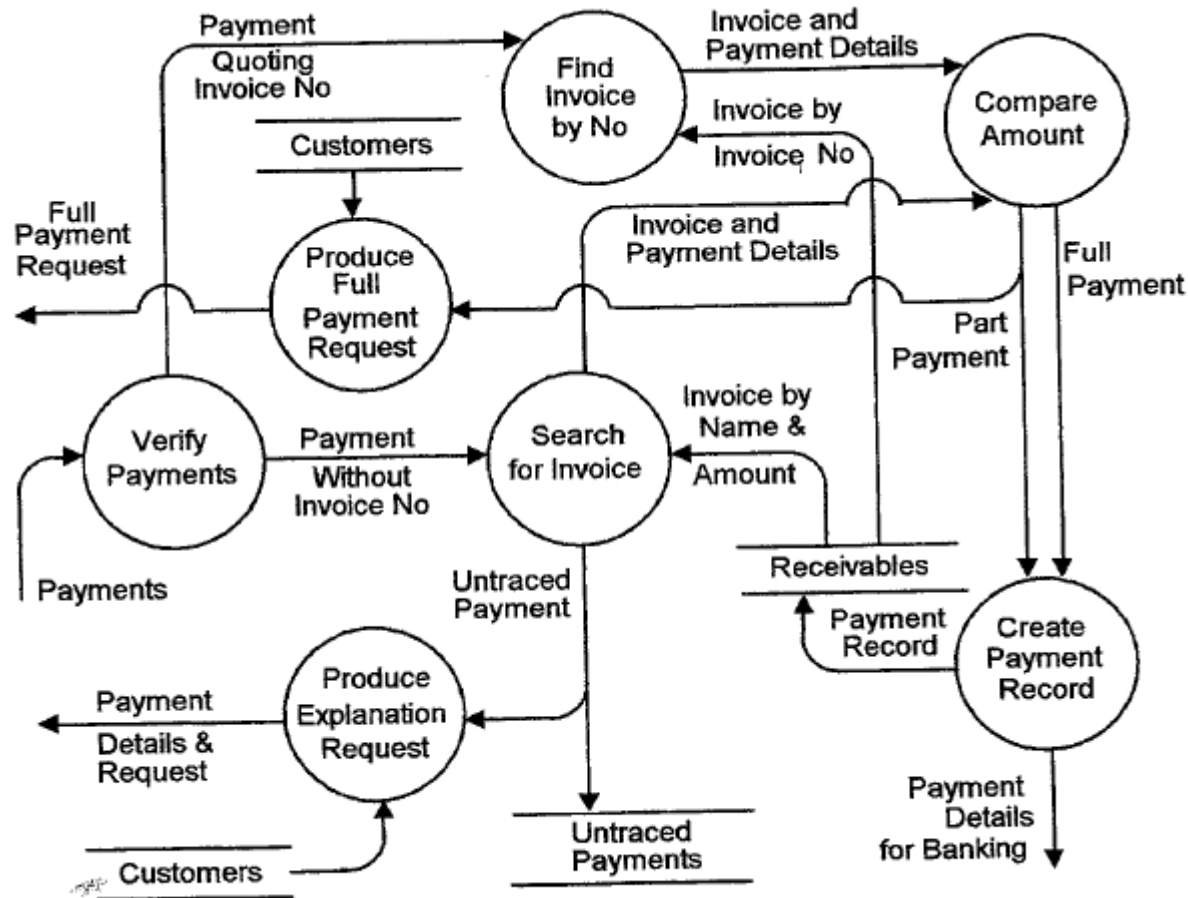 Payment
Quoting
Invoice No
Find
Invoice
by No
Invoice and
Payment Details
Compare
Amount
Invoice by
Invoice No
Customers
Full
Payment
Request
Produce
Full
Payment
Request
Invoice and
Payment Details
Full
Payment
Part
Payment
Verify
Payments
Payment
Without
Invoice No
Search
for Invoice
Invoice by
Name &
Amount
Payments
Untraced
Payment
Receivables
Payment
Record
Create
Payment
Record
Produce
Explanation
Request
Payment
Details &
Request
Customers
Untraced
Payments
Payment
Details
for Banking